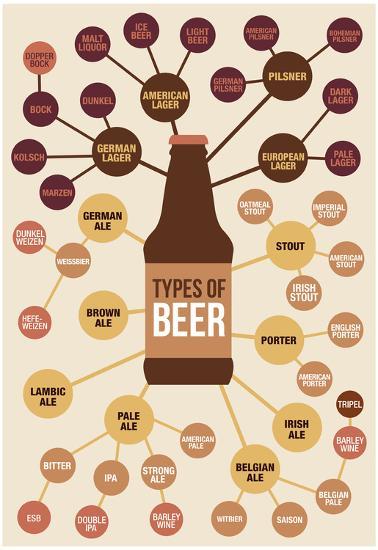 ICE
BEER
LIGHT
BEER
AMERICAN
PILSNER
BOHEMIAN
PILSNER
MALT
LIQUOR
DOPPER
BOCK
AMERICAN
LAGER
GERMAN
PILSNER
PILSNER
BOCK
DUNKEL
DARK
LAGER
KOLSCH
GERMAN
LAGER
EUROPEAN
LAGER
PALE
LAGER
MARZEN
GERMAN
ALE
OATMEAL
STOUT
IMPERIAL
STOUT
DUNKEL
WEIZEN
WEISSBIER
STOUT
AMERICAN
STOUT
IRISH
STOUT
HEFE-
WEIZEN
BROWN
ALE
TYPES OF
BEER
PORTER
ENGLISH
PORTER
AMERICAN
PORTER
LAMBIC
ALE
PALE
ALE
AMERICAN
PALE
IRISH
ALE
TRIPEL
BARLEY
WINE
BITTER
IPA
STRONG
ALE
BELGIAN
ALE
BELGIAN
PALE
ESB
DOUBLE
IPA
BARLEY
WINE
WITBIER
SAISON